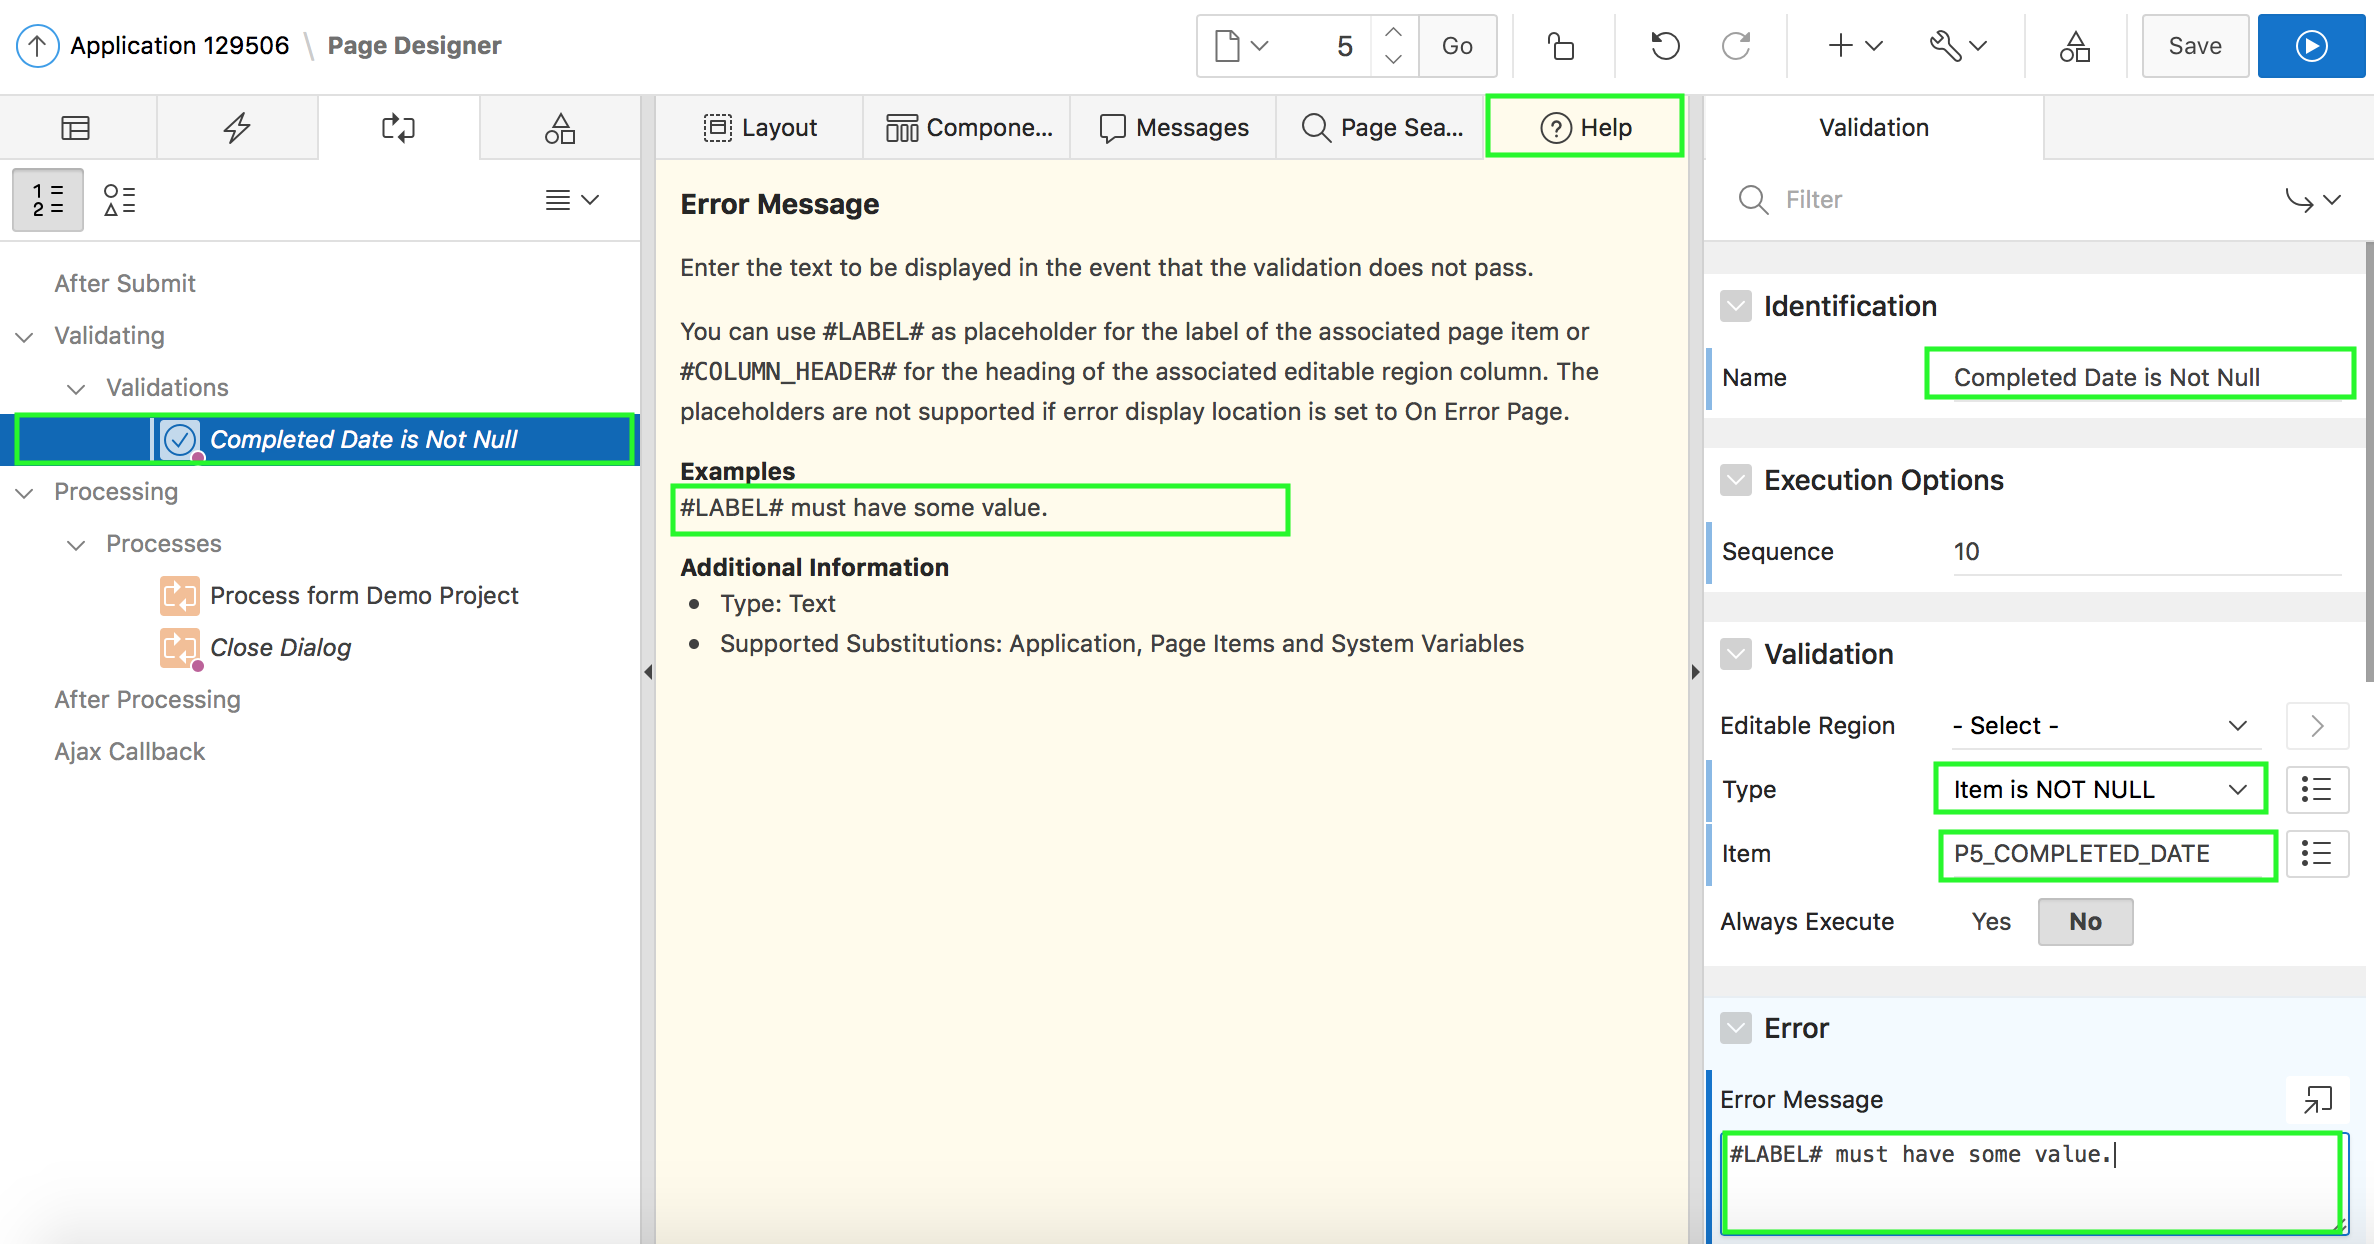 Application 129506 \ Page Designer
5
Go
Save
Layout
Compone...
Messages
Page Sea...
Help
Validation
1
2
Filter
After Submit
Validating
Validations
Completed Date is Not Null
Processing
Processes
Process form Demo Project
Close Dialog
After Processing
Ajax Callback
Error Message
Enter the text to be displayed in the event that the validation does not pass.
You can use #LABEL# as placeholder for the label of the associated page item or
#COLUMN_HEADER# for the heading of the associated editable region column. The
placeholders are not supported if error display location is set to On Error Page.
Examples
#LABEL# must have some value.
Additional Information
• Type: Text
• Supported Substitutions: Application, Page Items and System Variables
Identification
Name Completed Date is Not Null
Execution Options
Sequence 10
Validation
Editable Region - Select -
Type Item is NOT NULL
Item P5_COMPLETED_DATE
Always Execute Yes No
Error
Error Message
#LABEL# must have some value.